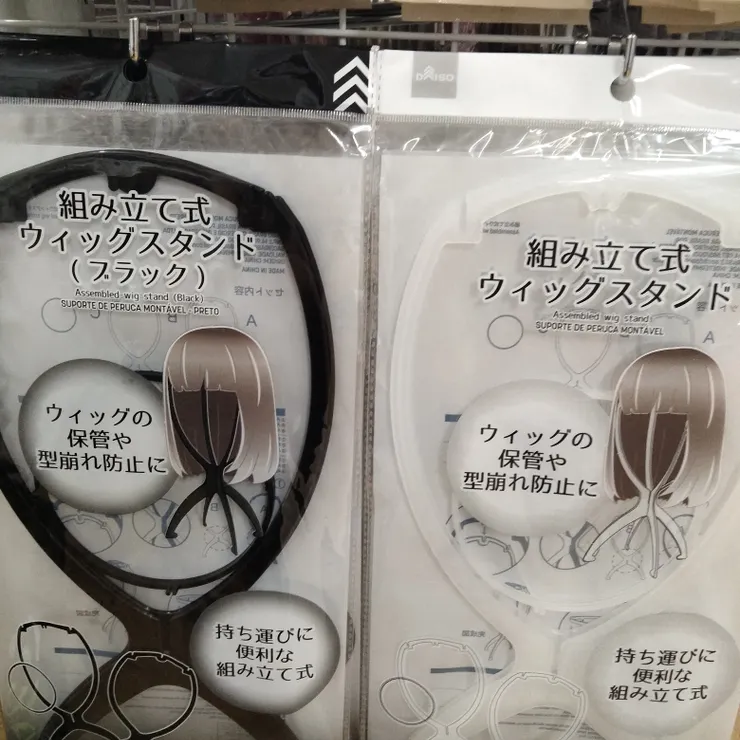 組み立て式
ウィッグスタンド
(ブラック)
Assembled wig stand (Black)
SUPORTE DE PERUCA MONTÁVEL - PRETO
ウィッグの
保管や
型崩れ防止に
持ち運びに
便利な
組み立て式
DAISO
組み立て式
ウィッグスタンド
Assembled wig stand
SUPORTE DE PERUCA MONTÁVEL
ウィッグの
保管や
型崩れ防止に
持ち運びに
便利な
組み立て式